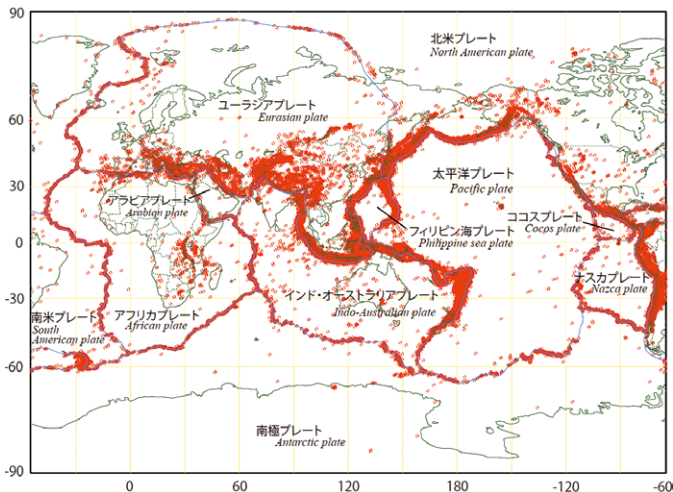 90
60
30
0
-30
-60
-90
0
60
120
180
-120
-60
北米プレート
North American plate
ユーラシアプレート
Eurasian plate
太平洋プレート
Pacific plate
アラビアプレート
Arabian plate
フィリピン海プレート
Philippine sea plate
ココスプレート
Cocos plate
ナスカプレート
Nazca plate
インド・オーストラリアプレート
Indo-Australian plate
アフリカプレート
African plate
南米プレート
South
American plate
南極プレート
Antarctic plate